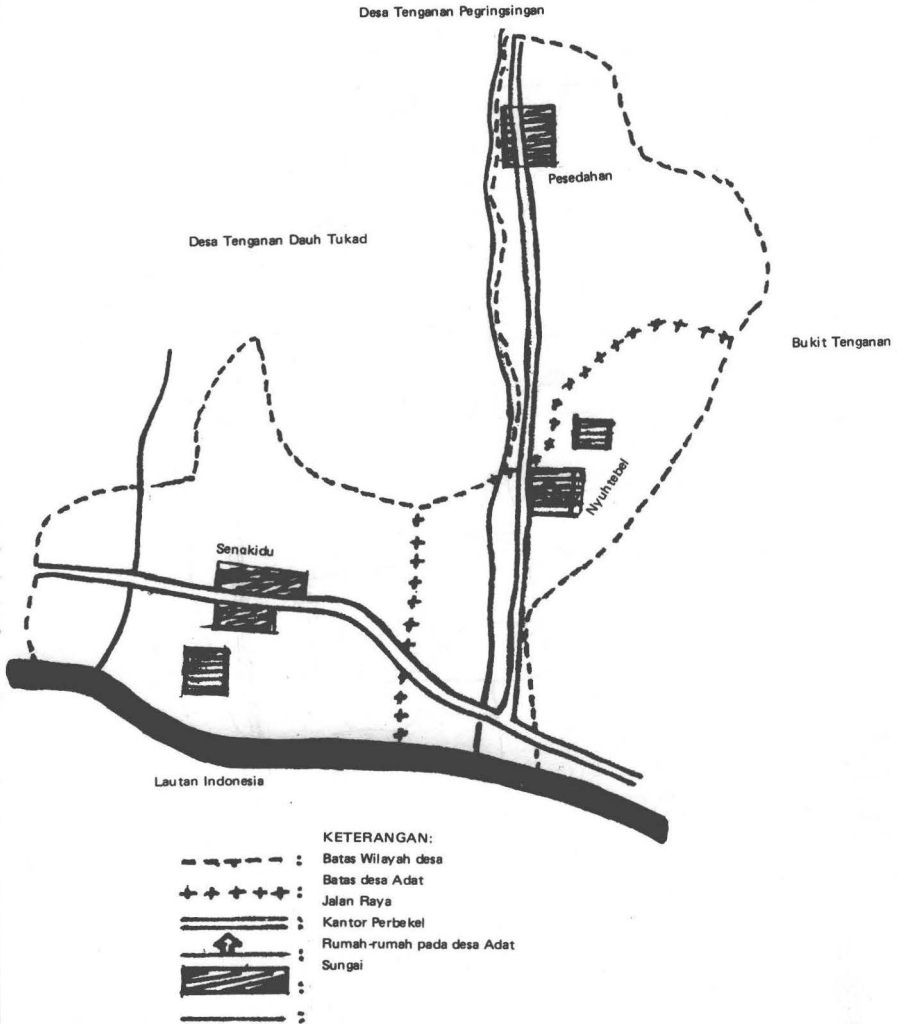 Desa Tenganan Pegringsingan
Pesedahan
Desa Tenganan Dauh Tukad
Bukit Tenganan
Nyuhtebel
Senakidu
Lautan Indonesia
KETERANGAN:
Batas Wilayah desa
Batas desa Adat
Jalan Raya
Kantor Perbekel
Rumah-rumah pada desa Adat
Sungai